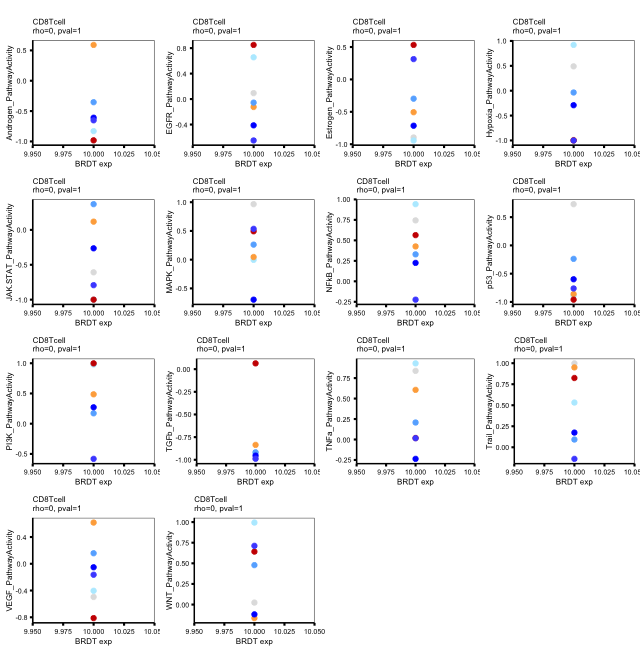 CD8Tcell
rho=0, pval=1
Androgen_PathwayActivity
0.5
0.0
-0.5
-1.0
9.950 9.975 10.000 10.025 10.05
BRDT exp
CD8Tcell
rho=0, pval=1
EGFR_PathwayActivity
0.8
0.4
0.0
-0.4
9.950 9.975 10.000 10.025 10.05
BRDT exp
CD8Tcell
rho=0, pval=1
Estrogen_PathwayActivity
0.5
0.0
-0.5
-1.0
9.950 9.975 10.000 10.025 10.05
BRDT exp
CD8Tcell
rho=0, pval=1
Hypoxia_PathwayActivity
1.0
0.5
0.0
-0.5
-1.0
9.950 9.975 10.000 10.025 10.05
BRDT exp
CD8Tcell
rho=0, pval=1
JAK.STAT_PathwayActivity
0.0
-0.5
-1.0
9.950 9.975 10.000 10.025 10.05
BRDT exp
CD8Tcell
rho=0, pval=1
MAPK_PathwayActivity
1.0
0.5
0.0
-0.5
9.950 9.975 10.000 10.025 10.05
BRDT exp
CD8Tcell
rho=0, pval=1
NFkB_PathwayActivity
1.00
0.75
0.50
0.25
0.00
-0.25
9.950 9.975 10.000 10.025 10.05
BRDT exp
CD8Tcell
rho=0, pval=1
p53_PathwayActivity
0.5
0.0
-0.5
-1.0
9.950 9.975 10.000 10.025 10.05
BRDT exp
CD8Tcell
rho=0, pval=1
PI3K_PathwayActivity
1.0
0.5
0.0
-0.5
9.950 9.975 10.000 10.025 10.05
BRDT exp
CD8Tcell
rho=0, pval=1
TGFb_PathwayActivity
0.00
-0.25
-0.50
-0.75
-1.00
9.950 9.975 10.000 10.025 10.05
BRDT exp
CD8Tcell
rho=0, pval=1
TNFa_PathwayActivity
0.75
0.50
0.25
0.00
-0.25
9.950 9.975 10.000 10.025 10.05
BRDT exp
CD8Tcell
rho=0, pval=1
Trail_PathwayActivity
1.00
0.75
0.50
0.25
0.00
9.950 9.975 10.000 10.025 10.05
BRDT exp
CD8Tcell
rho=0, pval=1
VEGF_PathwayActivity
0.4
0.0
-0.4
-0.8
9.950 9.975 10.000 10.025 10.05
BRDT exp
CD8Tcell
rho=0, pval=1
WNT_PathwayActivity
1.00
0.75
0.50
0.25
0.00
9.950 9.975 10.000 10.025 10.050
BRDT exp